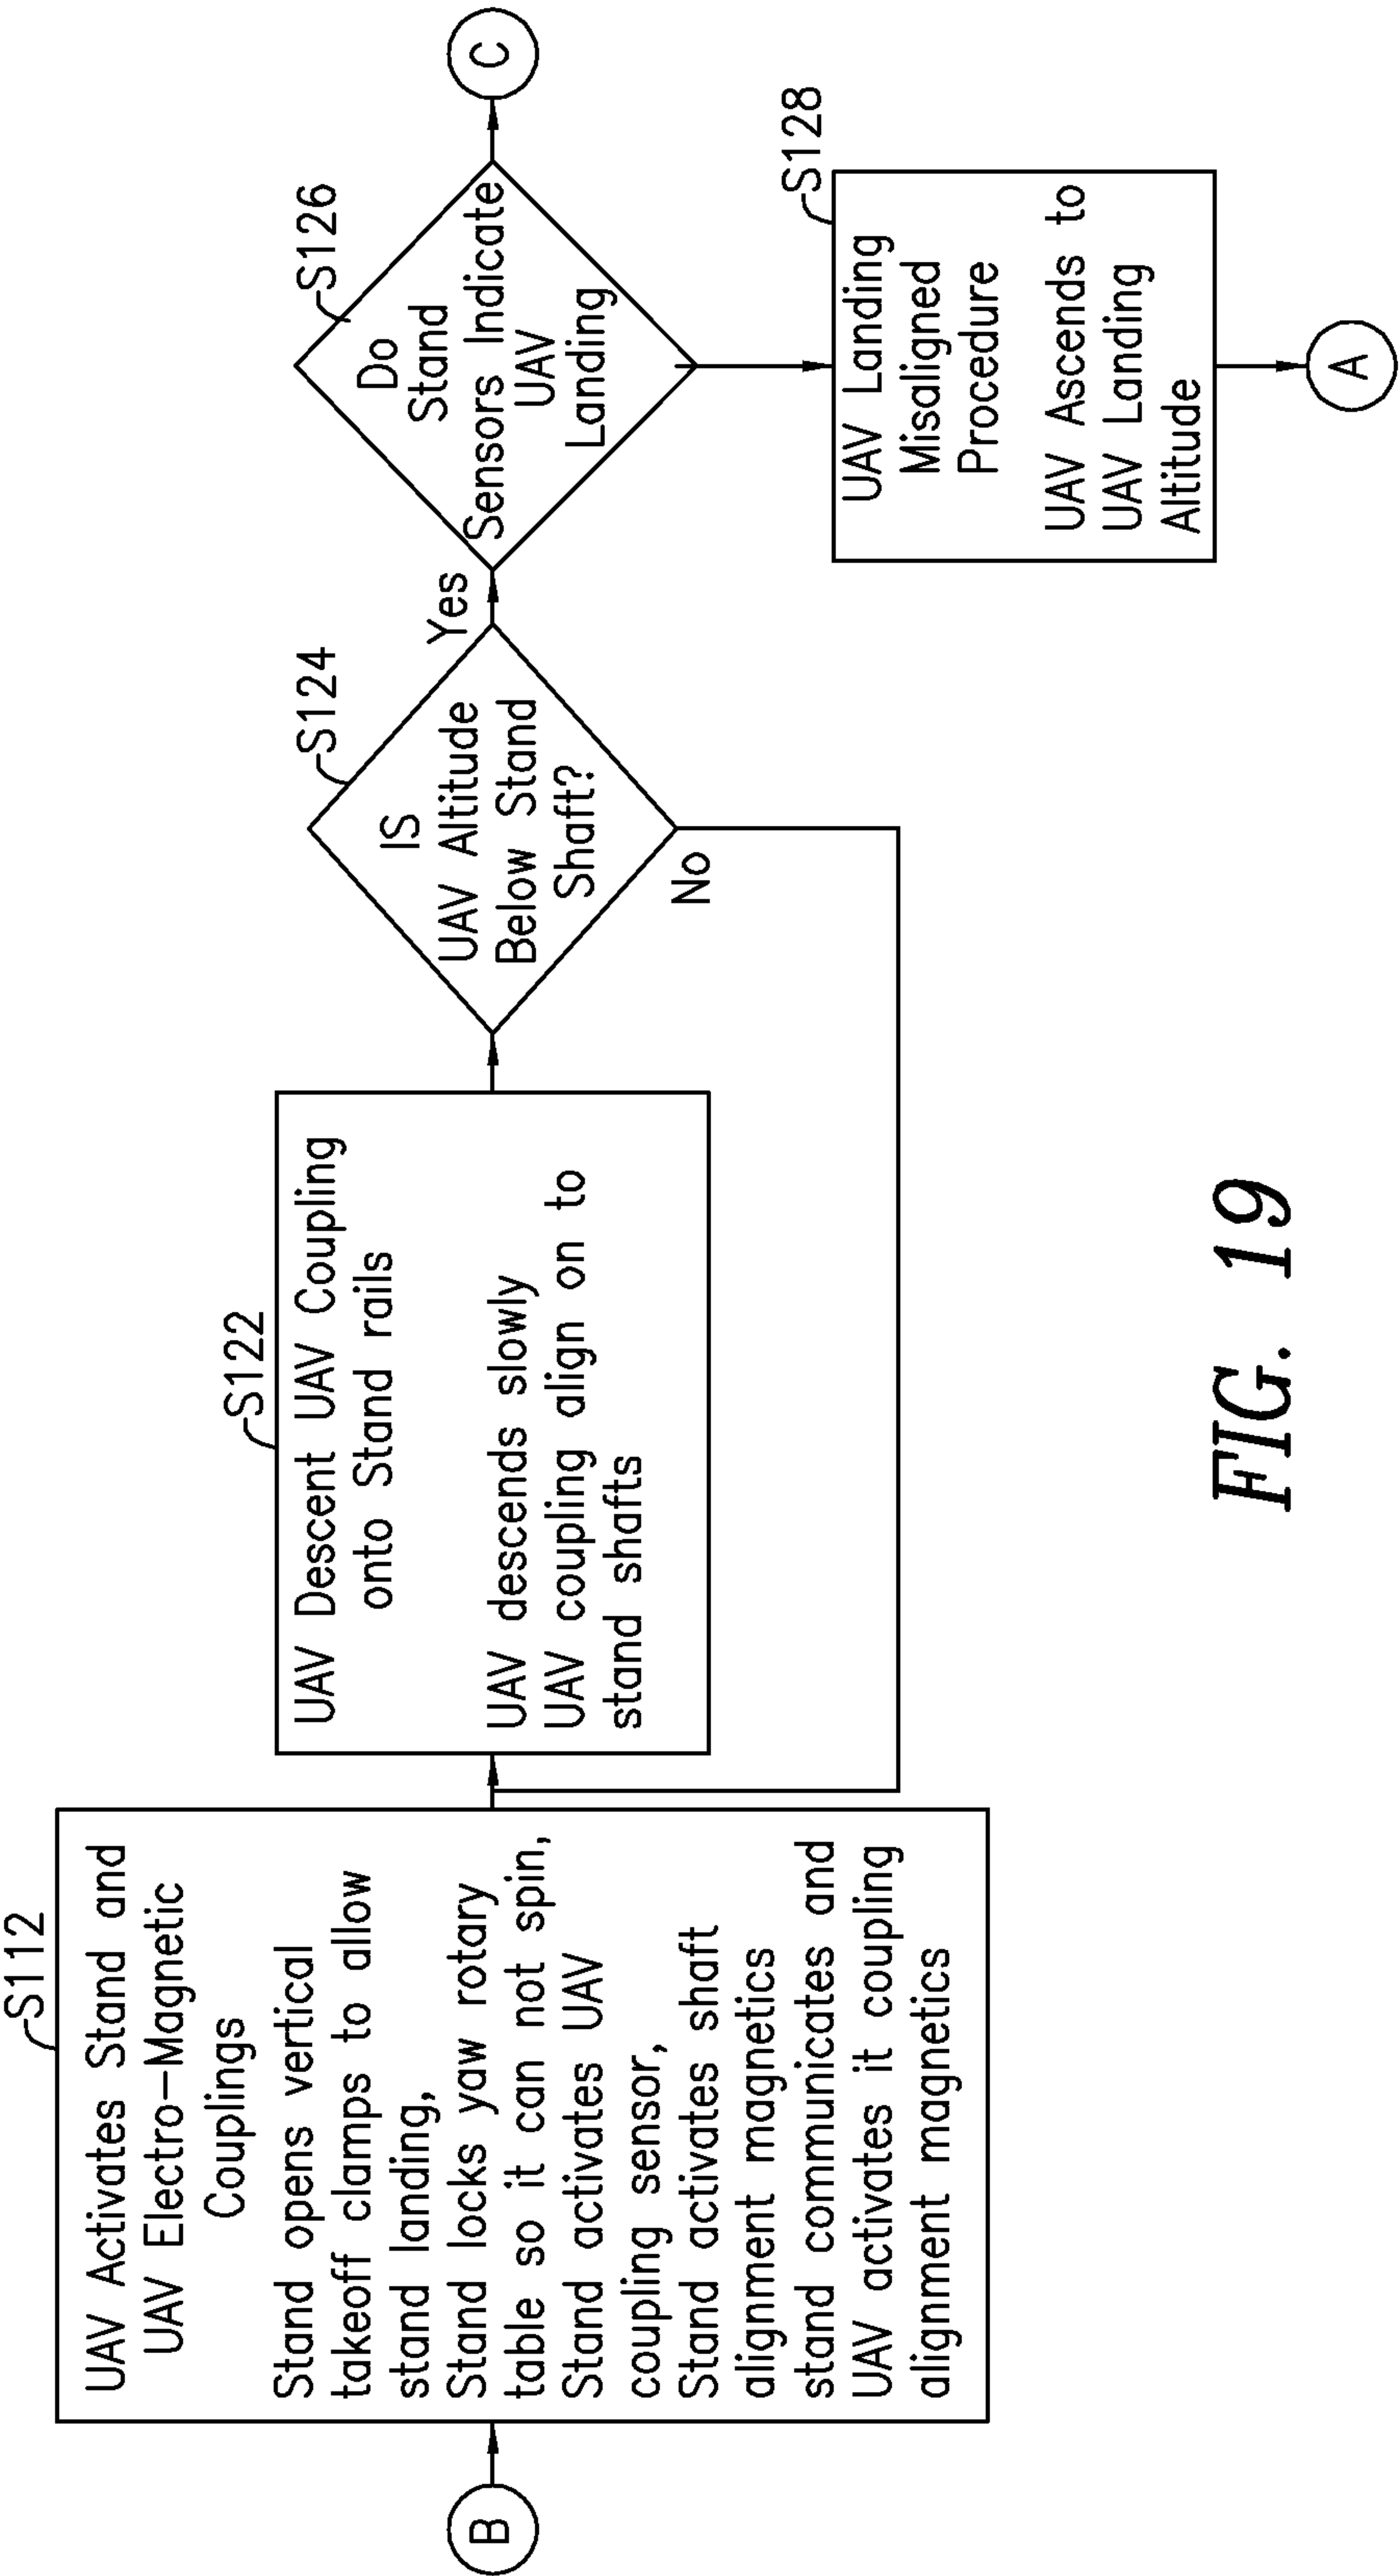 B
S112
UAV Activates Stand and
UAV Electro-Magnetic
Couplings
Stand opens vertical
takeoff clamps to allow
stand landing,
Stand locks yaw rotary
table so it can not spin,
Stand activates UAV
coupling sensor,
Stand activates shaft
alignment magnetics
stand communicates and
UAV activates it coupling
alignment magnetics
S122
UAV Descent UAV Coupling
onto Stand rails
UAV descends slowly
UAV coupling align on to
stand shafts
S124
IS
UAV Altitude
Below Stand
Shaft?
Yes
No
S126
Do
Stand
Sensors Indicate
UAV
Landing
C
S128
UAV Landing
Misaligned
Procedure
UAV Ascends to
UAV Landing
Altitude
A
FIG. 19